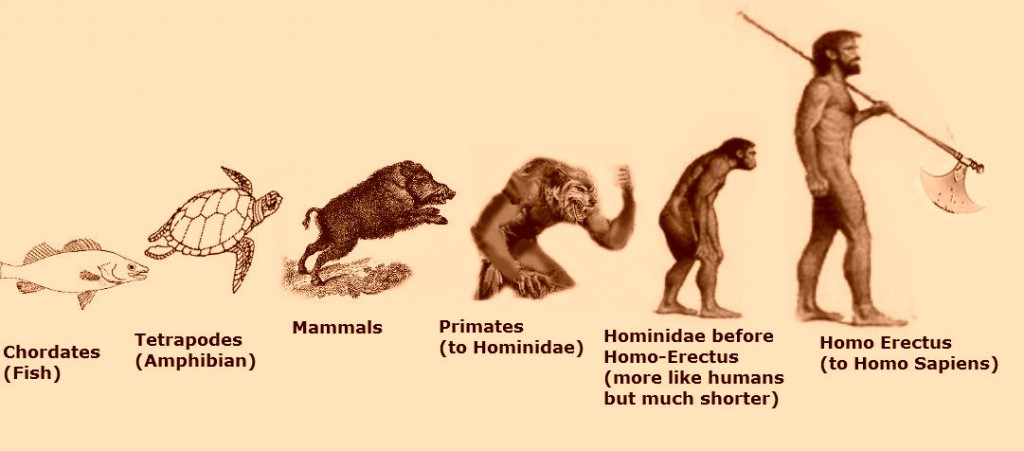 Chordates
(Fish)
Tetrapodes
(Amphibian)
Mammals
Primates
(to Hominidae)
Hominidae before
Homo-Erectus
(more like humans
but much shorter)
Homo Erectus
(to Homo Sapiens)